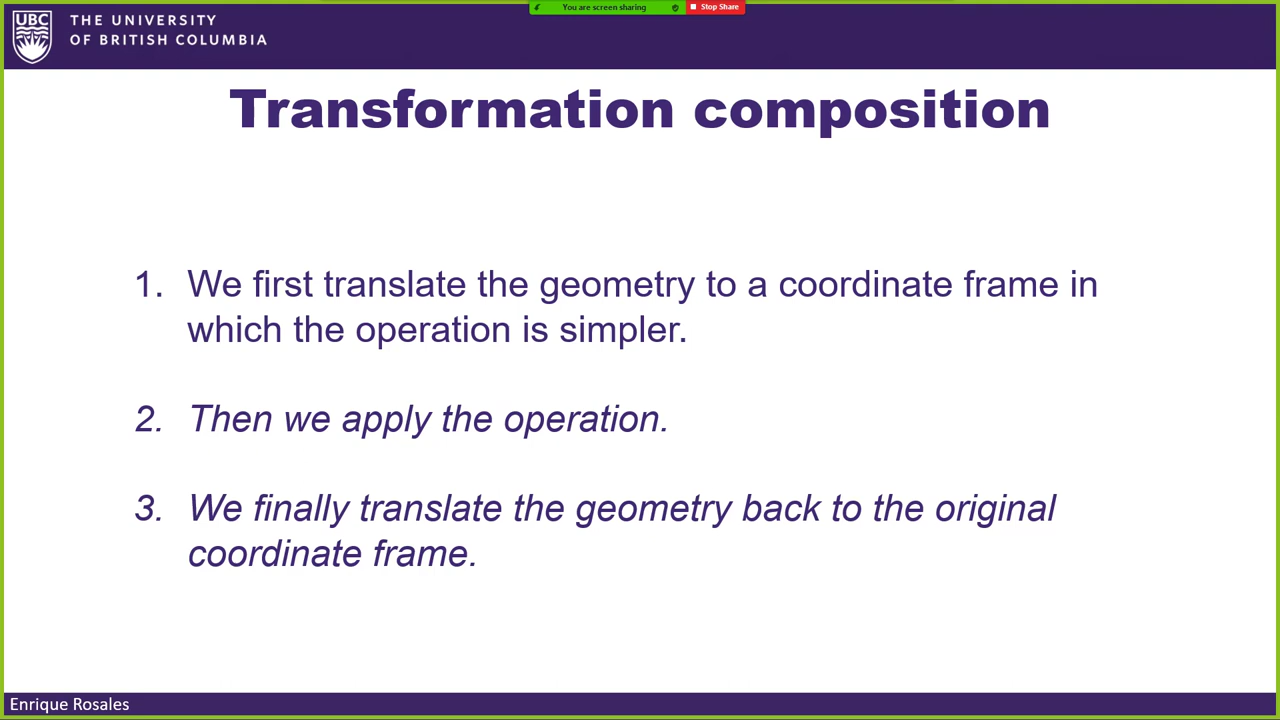 You are screen sharing
Stop Share
UBC
THE UNIVERSITY
OF BRITISH COLUMBIA
Transformation composition
1. We first translate the geometry to a coordinate frame in
which the operation is simpler.
2. Then we apply the operation.
3. We finally translate the geometry back to the original
coordinate frame.
Enrique Rosales